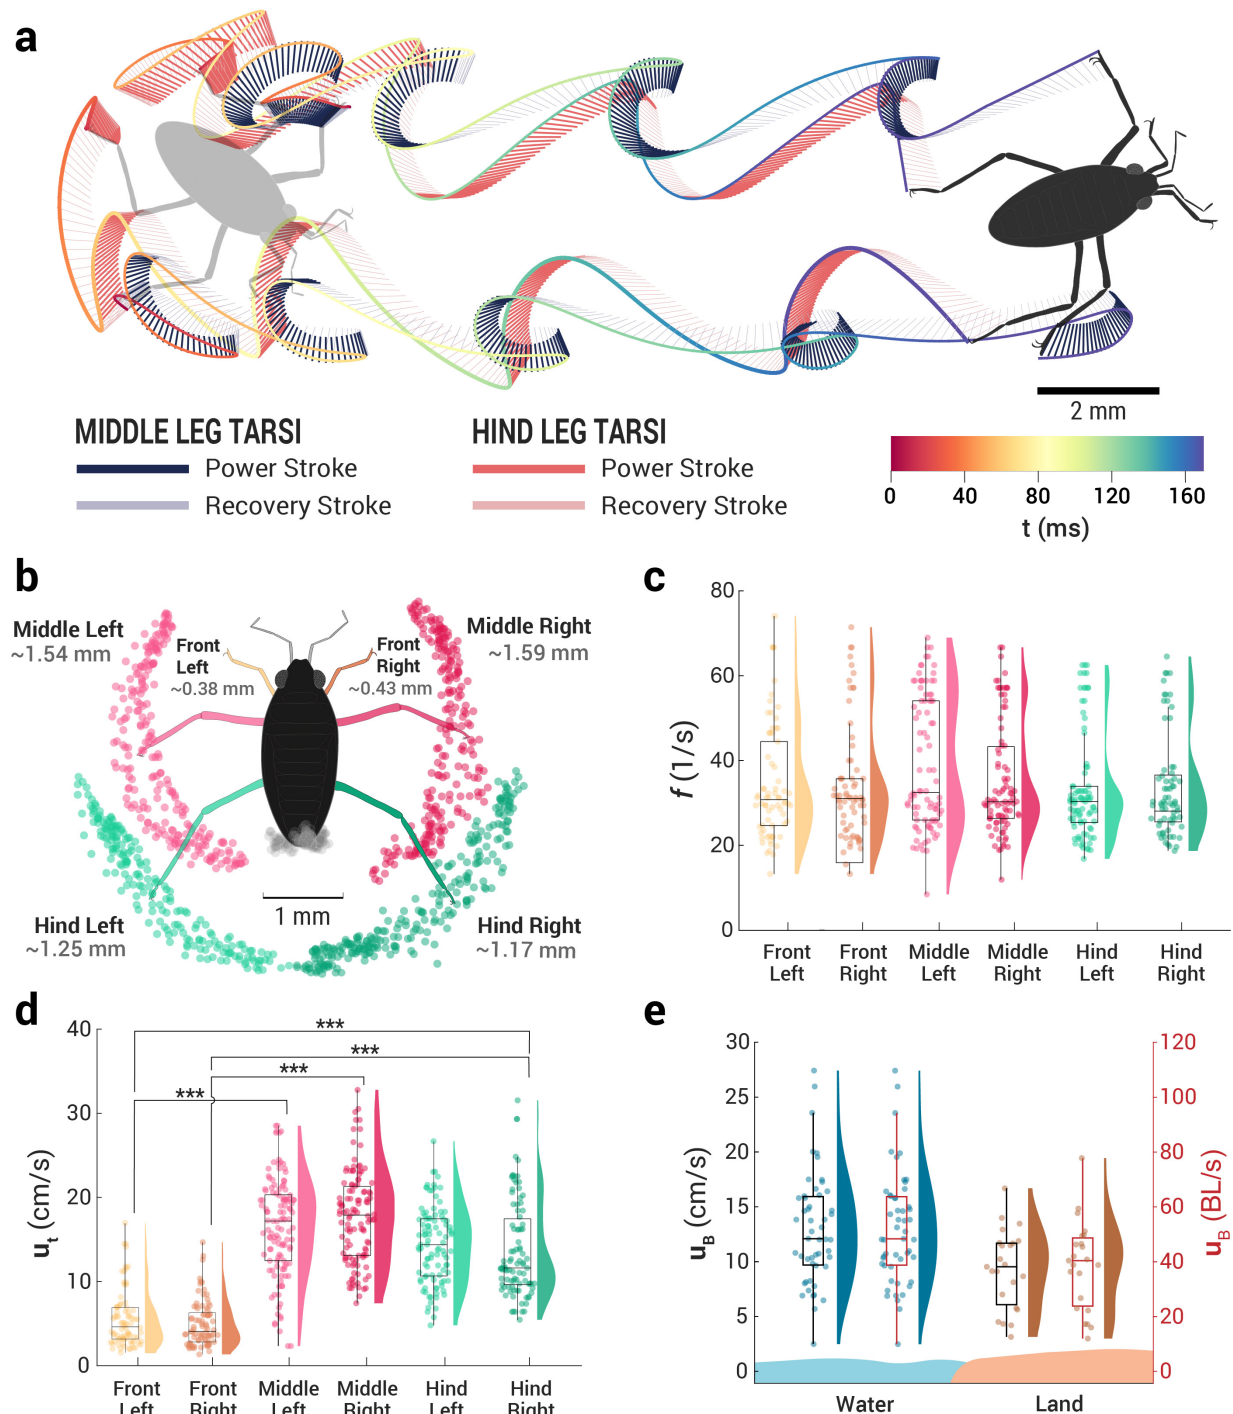 a
MIDDLE LEG TARSI
Power Stroke
Recovery Stroke
HIND LEG TARSI
Power Stroke
Recovery Stroke
2 mm
0 40 80 120 160
t (ms)
b
Middle Left
~1.54 mm
Front
Left
~0.38 mm
Front
Right
~0.43 mm
Middle Right
~1.59 mm
Hind Left
~1.25 mm
1 mm
Hind Right
~1.17 mm
c
f (1/s)
80
60
40
20
0
Front
Left
Front
Right
Middle
Left
Middle
Right
Hind
Left
Hind
Right
d
u_t (cm/s)
40
30
20
10
0
***
***
***
***
Front
Left
Front
Right
Middle
Left
Middle
Right
Hind
Left
Hind
Right
e
u_B (cm/s)
30
25
20
15
10
5
0
120
100
80
60
40
20
0
u_B (BL/s)
Water
Land